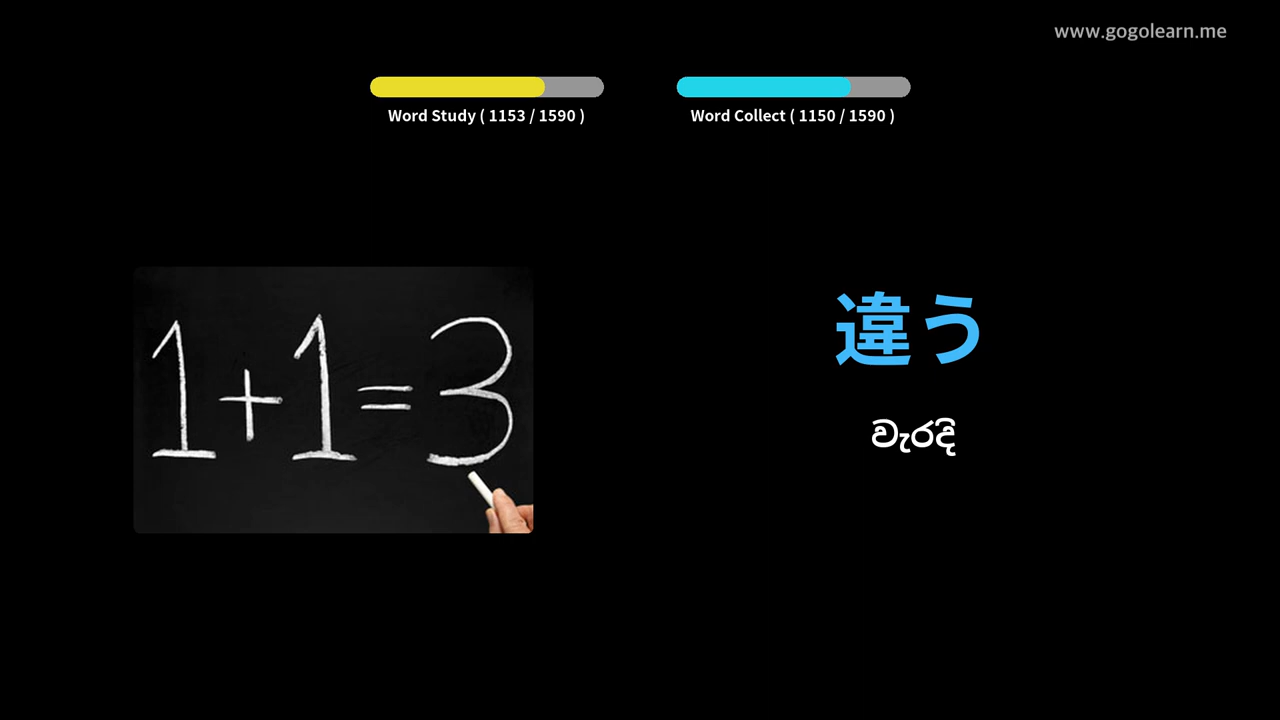 www.gogolearn.me
Word Study ( 1153 / 1590 )
Word Collect ( 1150 / 1590 )
1+1=3
違う
වැරදි